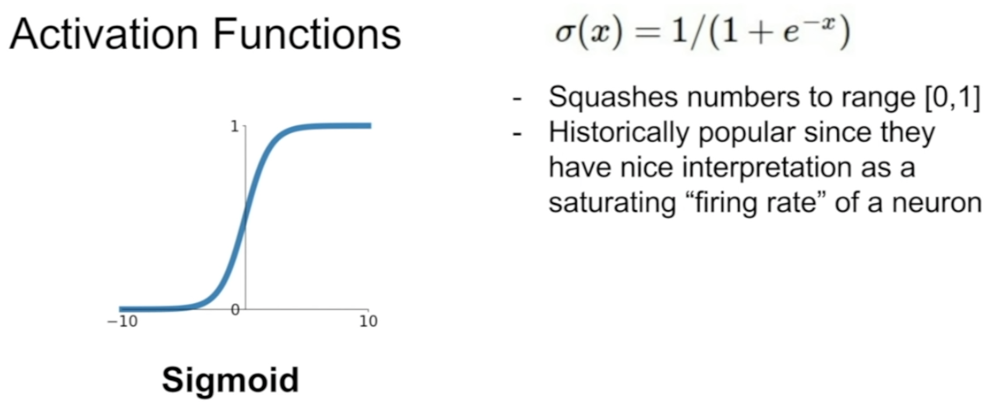 Activation Functions
σ(x) = 1/(1 + e⁻ˣ)
- Squashes numbers to range [0,1]
- Historically popular since they
have nice interpretation as a
saturating “firing rate” of a neuron
1
0
−10
10
Sigmoid